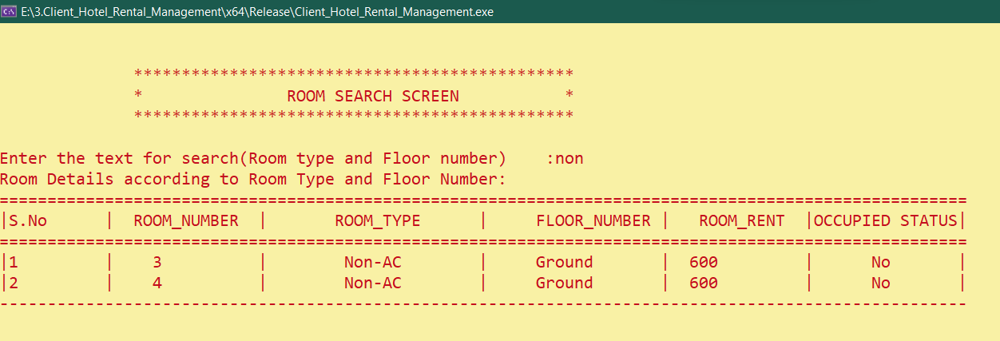 E:\3.Client_Hotel_Rental_Management\x64\Release\Client_Hotel_Rental_Management.exe
**********************************************
* ROOM SEARCH SCREEN *
**********************************************
Enter the text for search(Room type and Floor number) :non
Room Details according to Room Type and Floor Number:
=====================================================================================================
|S.No | ROOM_NUMBER | ROOM_TYPE | FLOOR_NUMBER | ROOM_RENT |OCCUPIED STATUS|
=====================================================================================================
|1 | 3 | Non-AC | Ground | 600 | No |
|2 | 4 | Non-AC | Ground | 600 | No |
-----------------------------------------------------------------------------------------------------